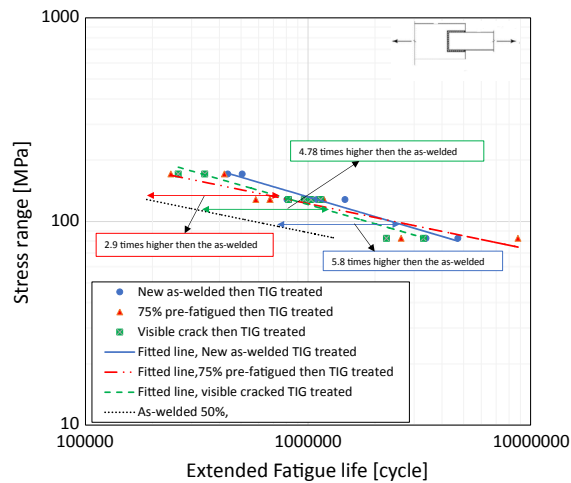 1000
100
10
Stress range [MPa]
4.78 times higher then the as-welded
2.9 times higher then the as-welded
5.8 times higher then the as-welded
New as-welded then TIG treated
75% pre-fatigued then TIG treated
Visible crack then TIG treated
Fitted line, New as-welded TIG treated
Fitted line,75% pre-fatigued then TIG treated
Fitted line, visible cracked TIG treated
As-welded 50%,
100000
1000000
10000000
Extended Fatigue life [cycle]